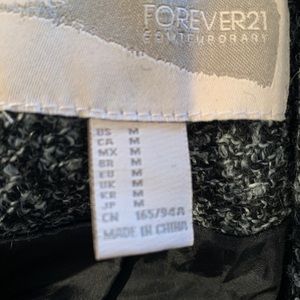 FOREVER21
CONTEMPORARY
US M
CA M
MX M
BR M
EU M
UK M
KR M
JP M
CN 165/94A
MADE IN CHINA